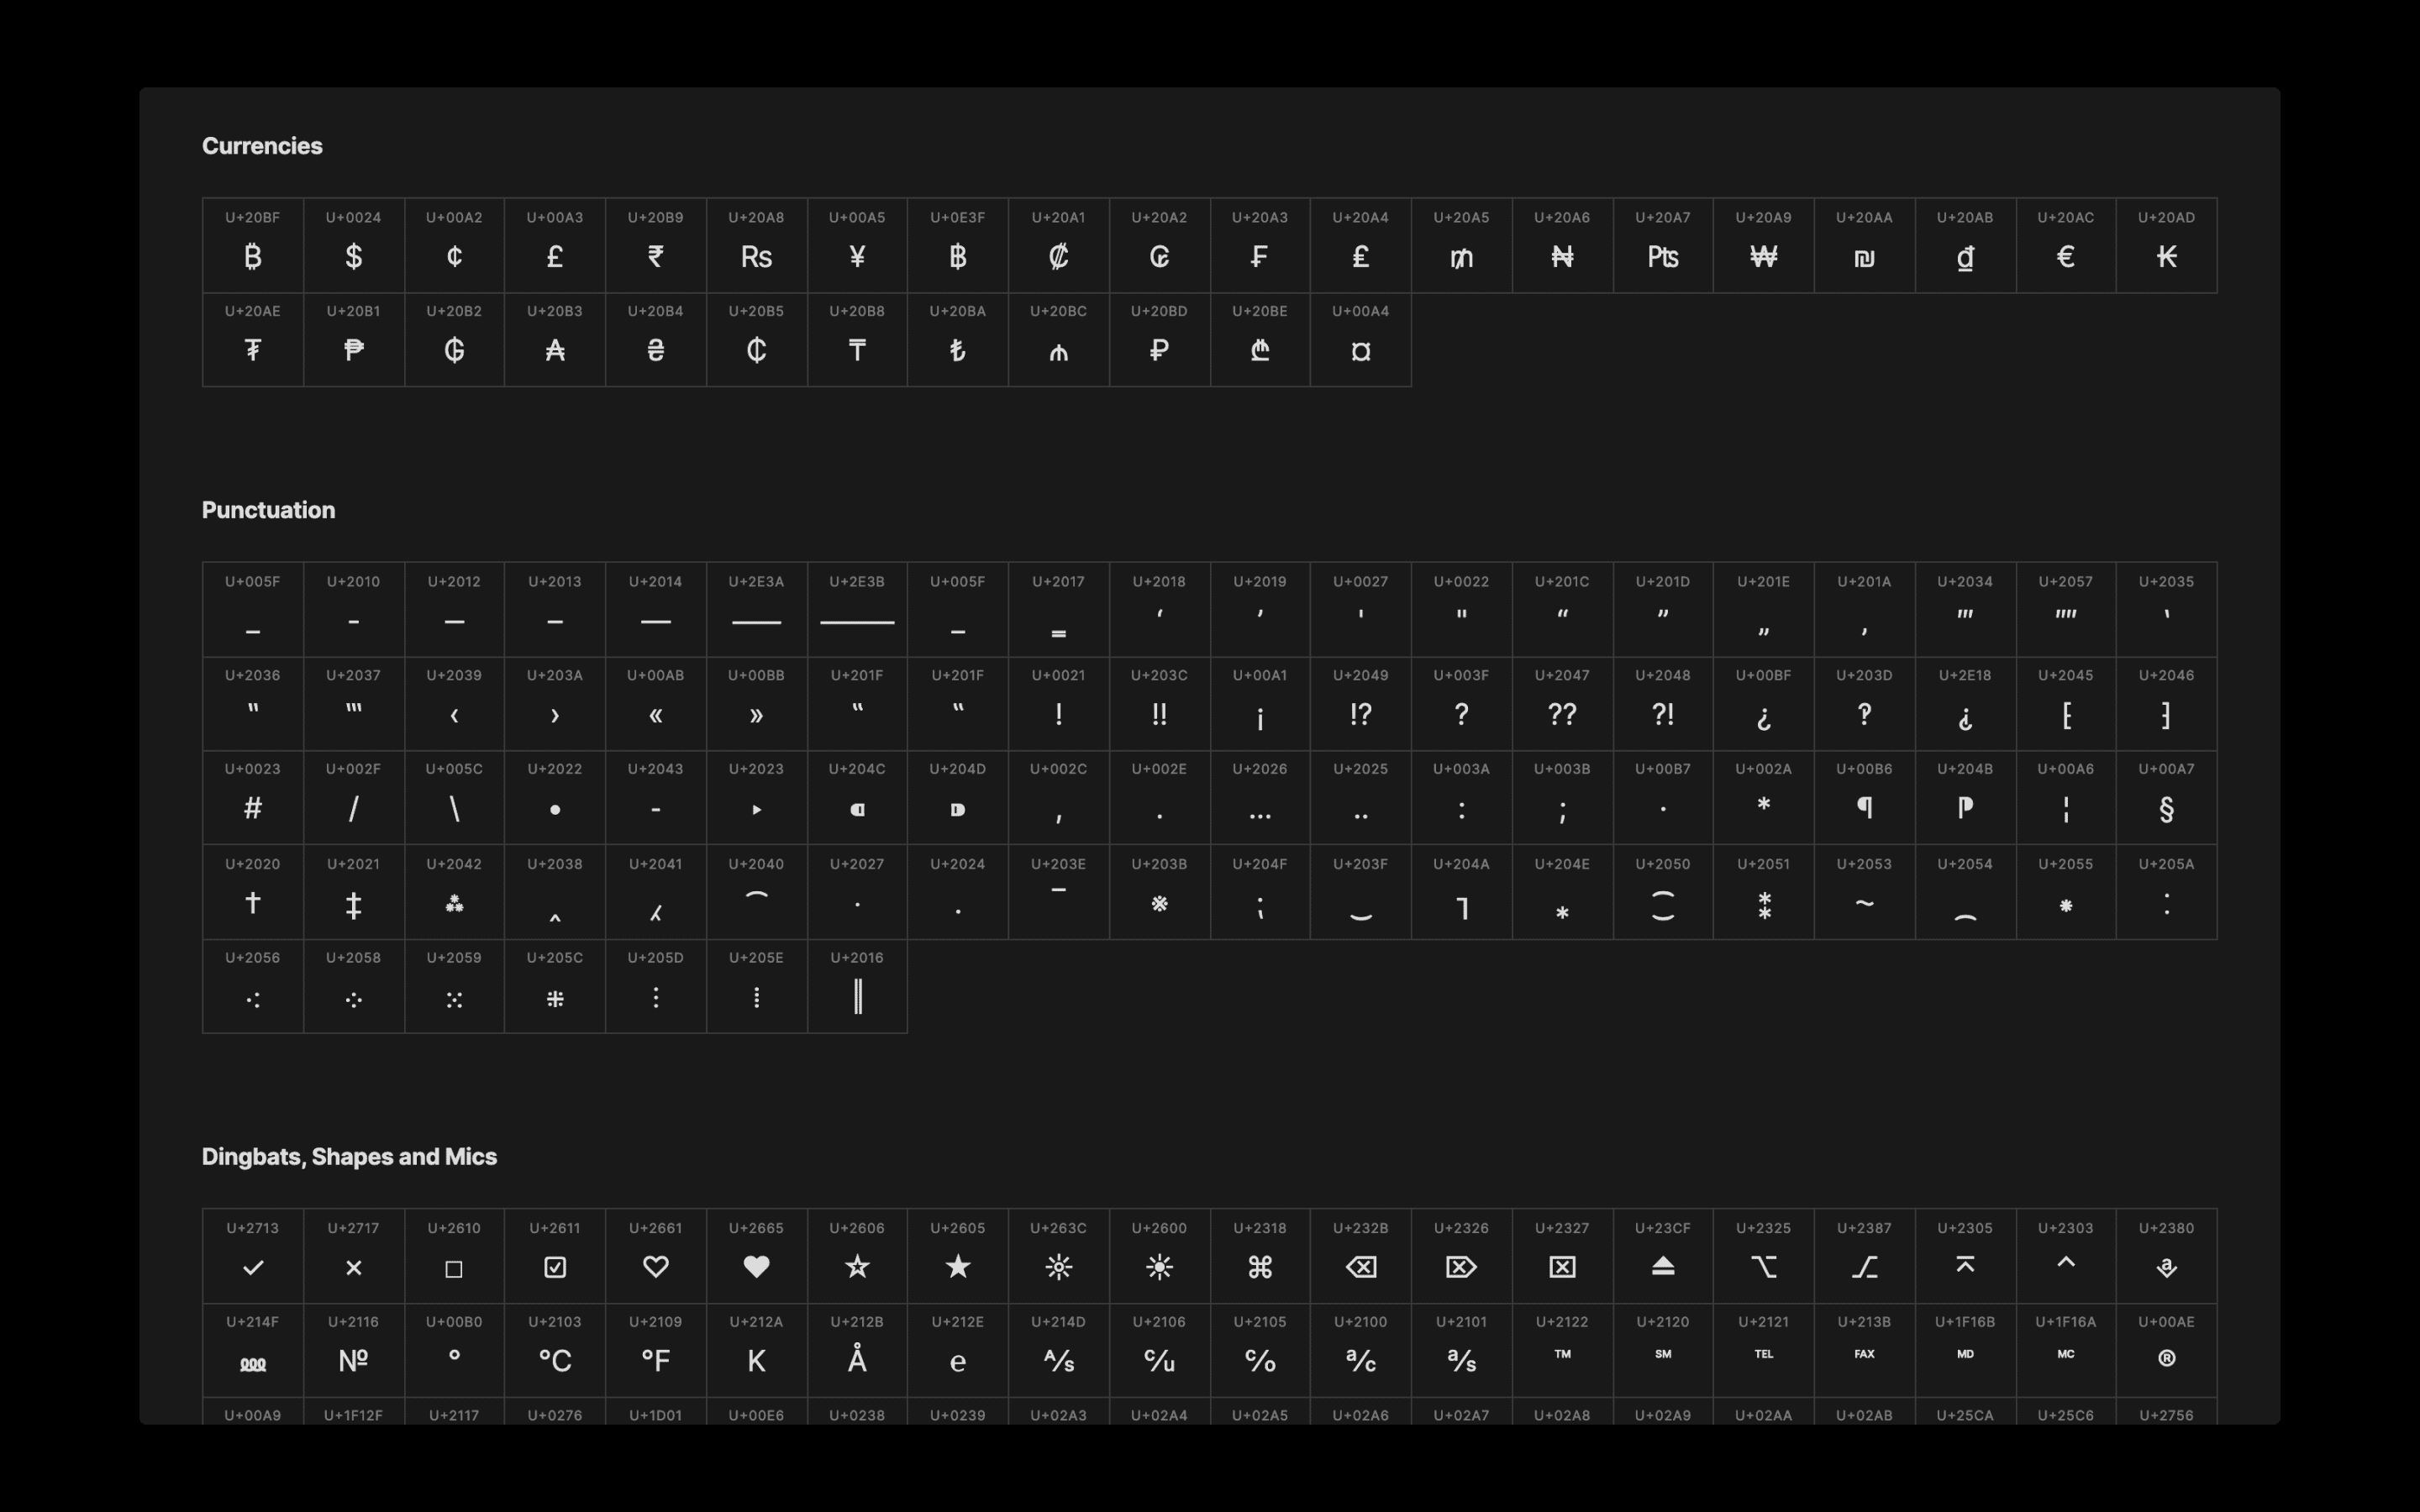 Currencies
U+20BF U+0024 U+00A2 U+00A3 U+20B9 U+20A8 U+00A5 U+0E3F U+20A1 U+20A2 U+20A3 U+20A4 U+20A5 U+20A6 U+20A7 U+20A9 U+20AA U+20AB U+20AC U+20AD
₿ $ ¢ £ ₹ ₨ ¥ ฿ ₡ ₢ ₣ ₤ ₥ ₦ ₧ ₩ ₪ ₫ € ₭
U+20AE U+20B1 U+20B2 U+20B3 U+20B4 U+20B5 U+20B8 U+20BA U+20BC U+20BD U+20BE U+00A4
₮ ₱ ₲ ₳ ₴ ₵ ₸ ₺ ₼ ₽ ₾ ¤
Punctuation
U+005F U+2010 U+2012 U+2013 U+2014 U+2E3A U+2E3B U+005F U+2017 U+2018 U+2019 U+0027 U+0022 U+201C U+201D U+201E U+201A U+2034 U+2057 U+2035
_ ‐ ‒ – — ⸺ ⸻ _ ‗ ‘ ’ ' " “ ” „ ‚ ‴ ⁗ ‵
U+2036 U+2037 U+2039 U+203A U+00AB U+00BB U+201F U+201F U+0021 U+203C U+00A1 U+2049 U+003F U+2047 U+2048 U+00BF U+203D U+2E18 U+2045 U+2046
‶ ‷ ‹ › « » ‟ ‟ ! ‼ ¡ ⁉ ? ⁇ ⁈ ¿ ‽ ⸘ ⁅ ⁆
U+0023 U+002F U+005C U+2022 U+2043 U+2023 U+204C U+204D U+002C U+002E U+2026 U+2025 U+003A U+003B U+00B7 U+002A U+00B6 U+204B U+00A6 U+00A7
# / \ • ⁃ ‣ ⁌ ⁍ , . … ‥ : ; · * ¶ ⁋ ¦ §
U+2020 U+2021 U+2042 U+2038 U+2041 U+2040 U+2027 U+2024 U+203E U+203B U+204F U+203F U+204A U+204E U+2050 U+2051 U+2053 U+2054 U+2055 U+205A
† ‡ ⁂ ‸ ⁁ ⁀ ‧ ․ ‾ ※ ⁏ ‿ ⁊ ⁎ ⁐ ⁑ ⁓ ⁔ ⁕ ⁚
U+2056 U+2058 U+2059 U+205C U+205D U+205E U+2016
⁖ ⁘ ⁙ ⁜ ⁝ ⁞ ‖
Dingbats, Shapes and Mics
U+2713 U+2717 U+2610 U+2611 U+2661 U+2665 U+2606 U+2605 U+263C U+2600 U+2318 U+232B U+2326 U+2327 U+23CF U+2325 U+2387 U+2305 U+2303 U+2380
✓ ✗ ☐ ☑ ♡ ♥ ☆ ★ ☼ ☀ ⌘ ⌫ ⌦ ⌧ ⏏ ⌥ ⎇ ⌅ ⌃ ⎀
U+214F U+2116 U+00B0 U+2103 U+2109 U+212A U+212B U+212E U+214D U+2106 U+2105 U+2100 U+2101 U+2122 U+2120 U+2121 U+213B U+1F16B U+1F16A U+00AE
⅏ № ° ℃ ℉ K Å ℮ ⅍ ℆ ℅ ℀ ℁ ™ ℠ ℡ ℻ 🅫 🅪 ®
U+00A9 U+1F12F U+2117 U+0276 U+1D01 U+00E6 U+0238 U+0239 U+02A3 U+02A4 U+02A5 U+02A6 U+02A7 U+02A8 U+02A9 U+02AA U+02AB U+25CA U+25C6 U+2756